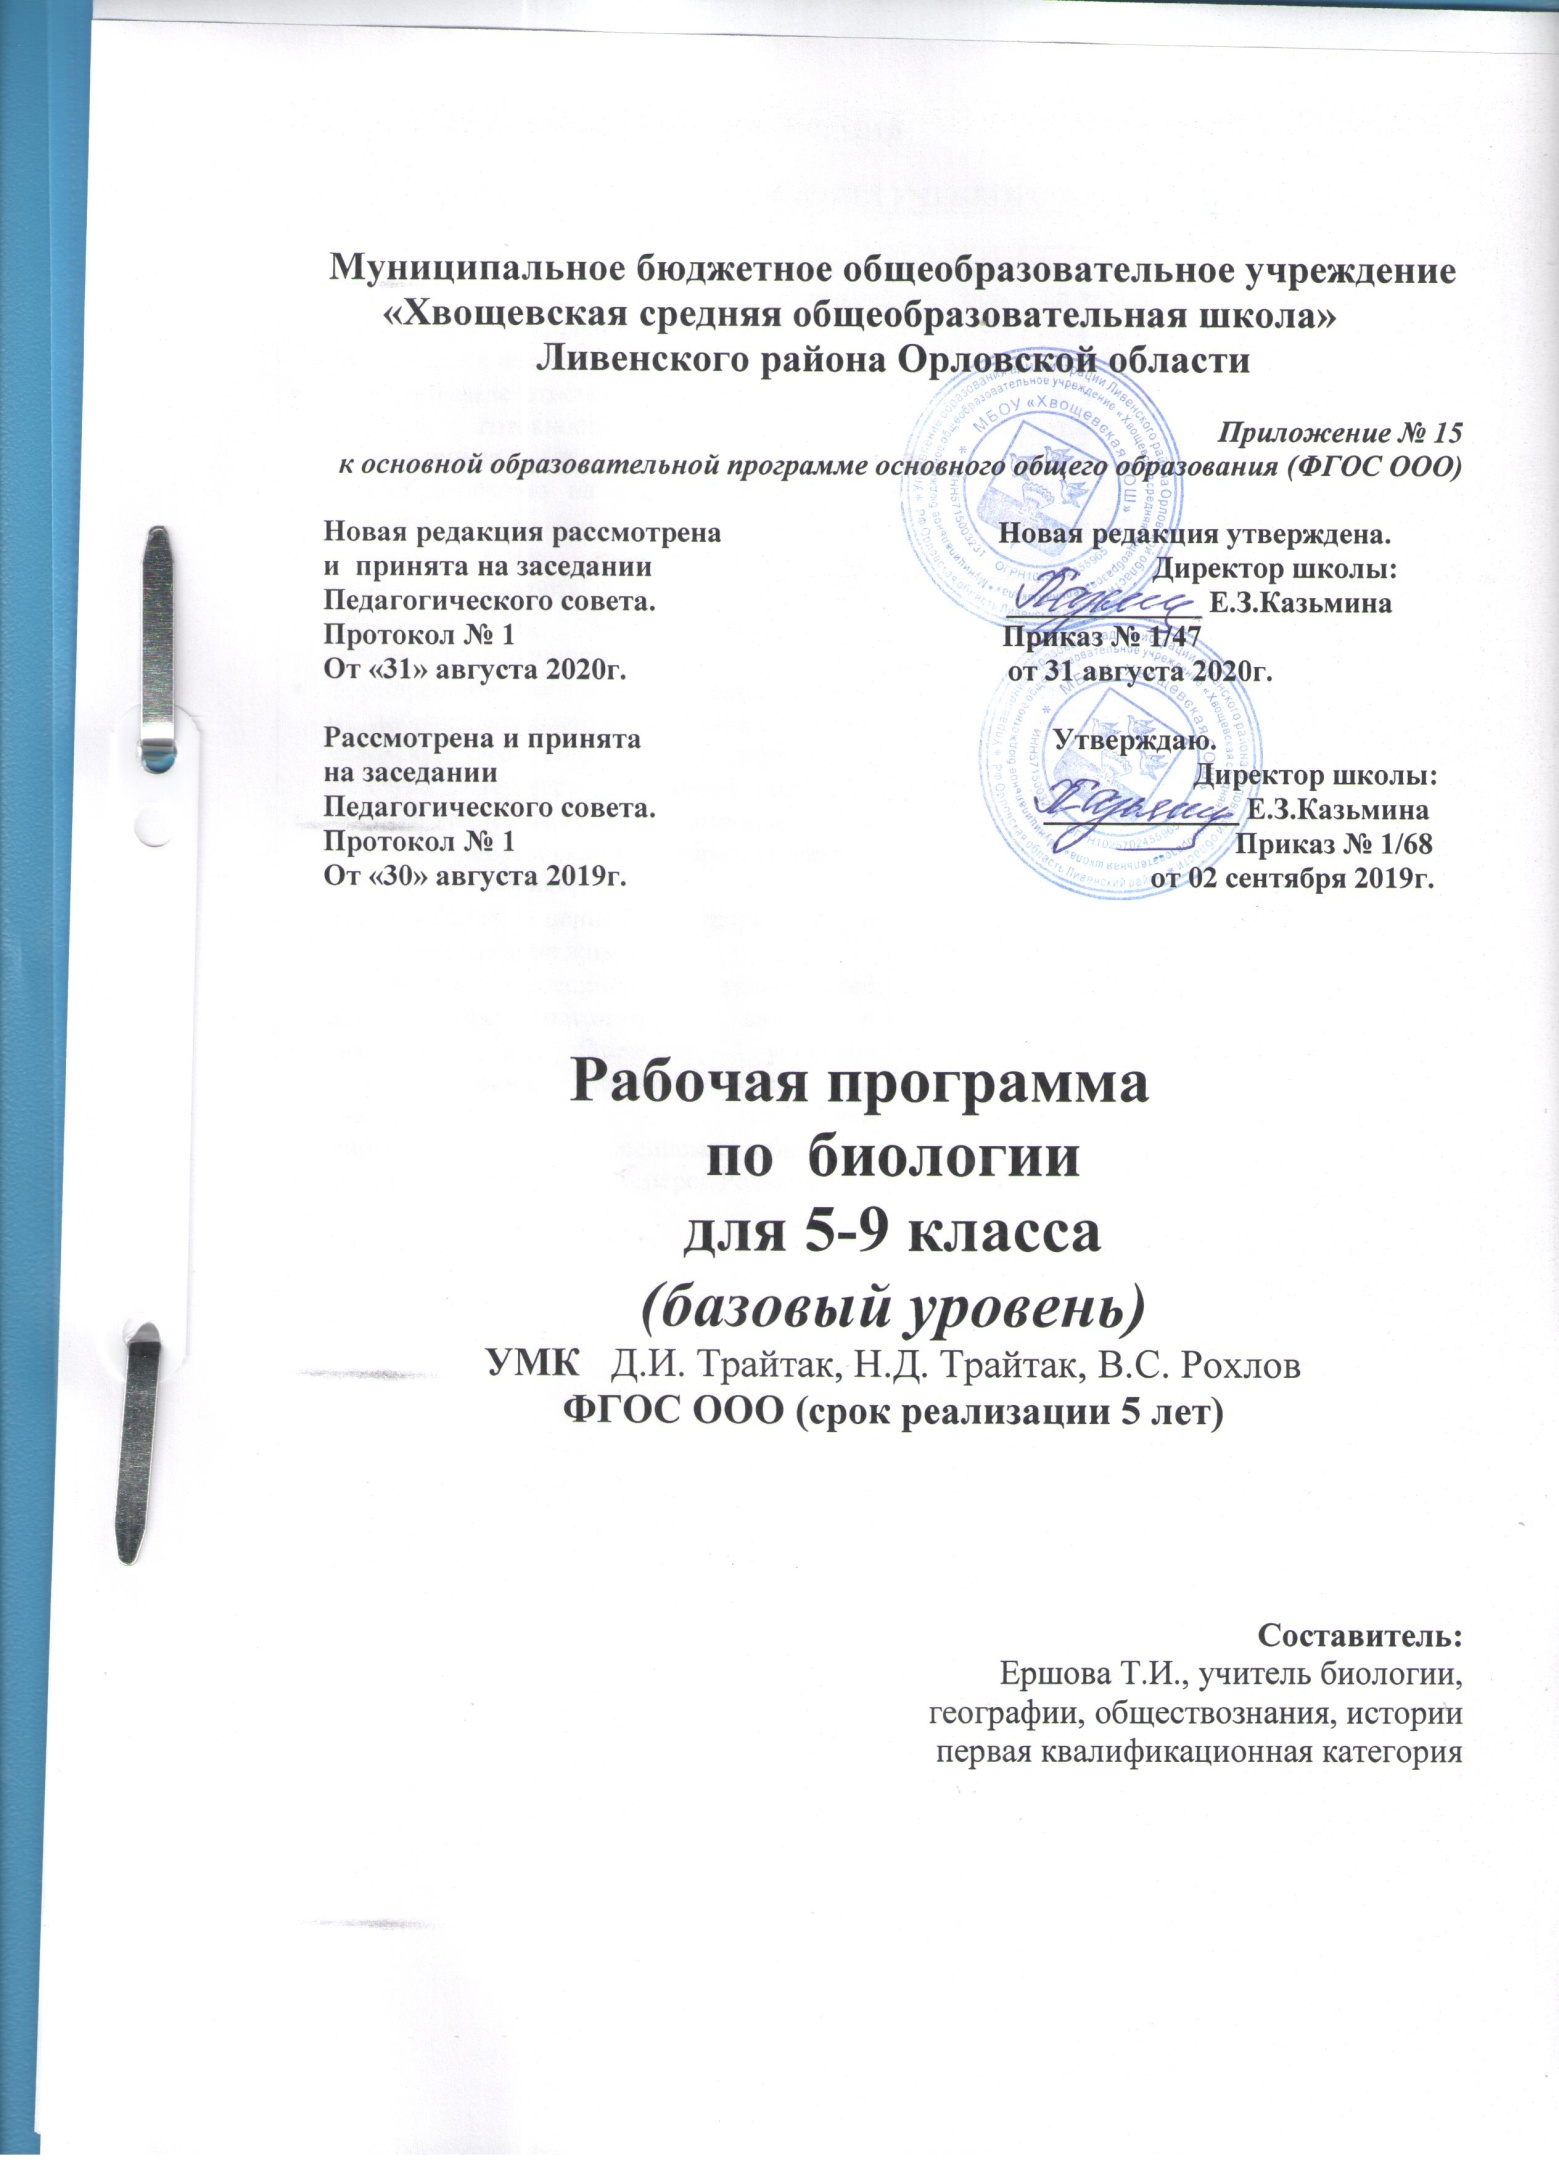 Муниципальное бюджетное общеобразовательное учреждение
«Хвощевская средняя общеобразовательная школа»
Ливенского района Орловской области
Приложение № 15
к основной образовательной программе основного общего образования (ФГОС ООО)
Новая редакция рассмотрена
и принята на заседании
Педагогического совета.
Протокол № 1
От «31» августа 2020г.
Новая редакция утверждена.
Директор школы:
Е.З.Казьмина
Приказ № 1/47
от 31 августа 2020г.
Рассмотрена и принята
на заседании
Педагогического совета.
Протокол № 1
От «30» августа 2019г.
Утверждаю.
Директор школы:
Е.З.Казьмина
Приказ № 1/68
от 02 сентября 2019г.
МБОУ «Хвощевская СОШ»
Рабочая программа
по биологии
для 5-9 класса
(базовый уровень)
УМК Д.И. Трайтак, Н.Д. Трайтак, В.С. Рохлов
ФГОС ООО (срок реализации 5 лет)
Составитель:
Ершова Т.И., учитель биологии,
географии, обществознания, истории
первая квалификационная категория